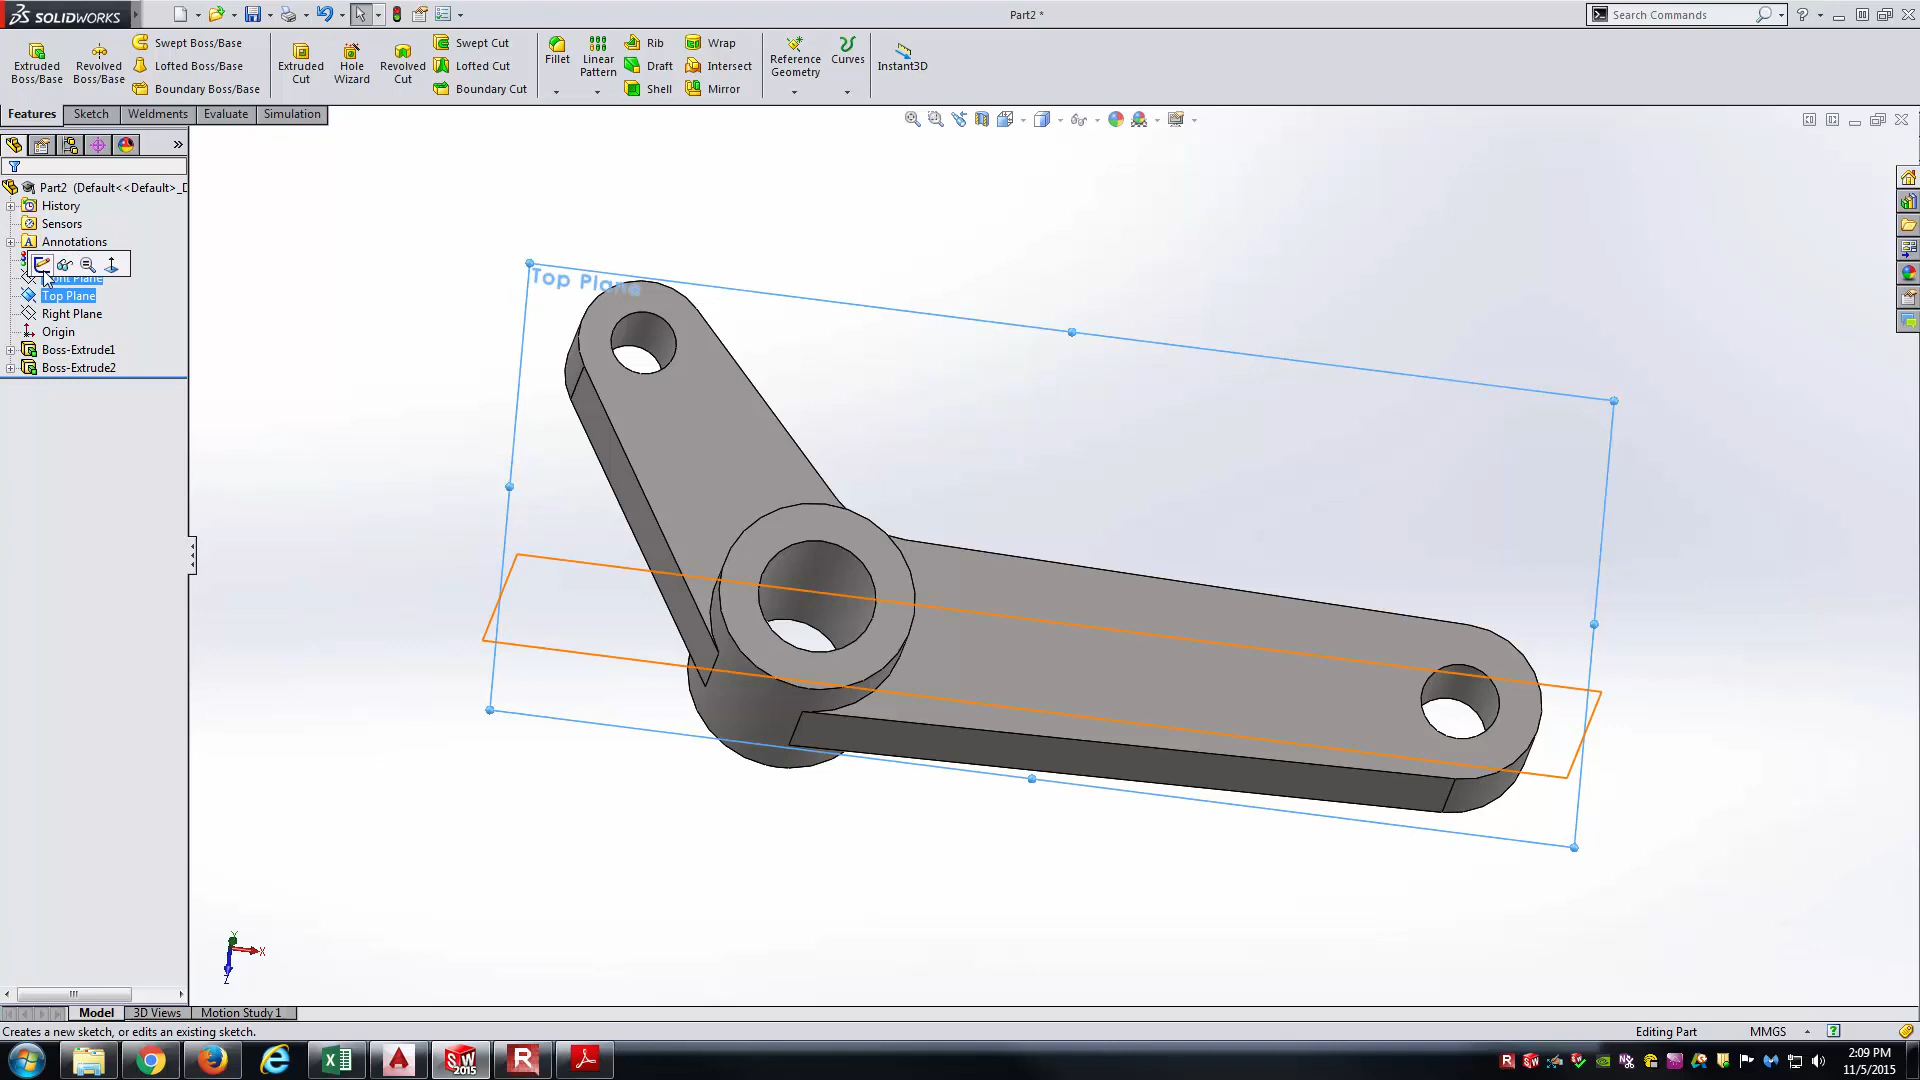 SOLIDWORKS
Part2 *
Search Commands
Extruded Boss/Base
Revolved Boss/Base
Swept Boss/Base
Lofted Boss/Base
Boundary Boss/Base
Extruded Cut
Hole Wizard
Revolved Cut
Swept Cut
Lofted Cut
Boundary Cut
Fillet
Linear Pattern
Rib
Draft
Shell
Wrap
Intersect
Mirror
Reference Geometry
Curves
Instant3D
Features
Sketch
Weldments
Evaluate
Simulation
Part2 (Default<<Default>_D
History
Sensors
Annotations
Top Plane
Right Plane
Origin
Boss-Extrude1
Boss-Extrude2
Top Plane
Y
X
Z
Model
3D Views
Motion Study 1
Creates a new sketch, or edits an existing sketch.
Editing Part
MMGS
2:09 PM
11/5/2015